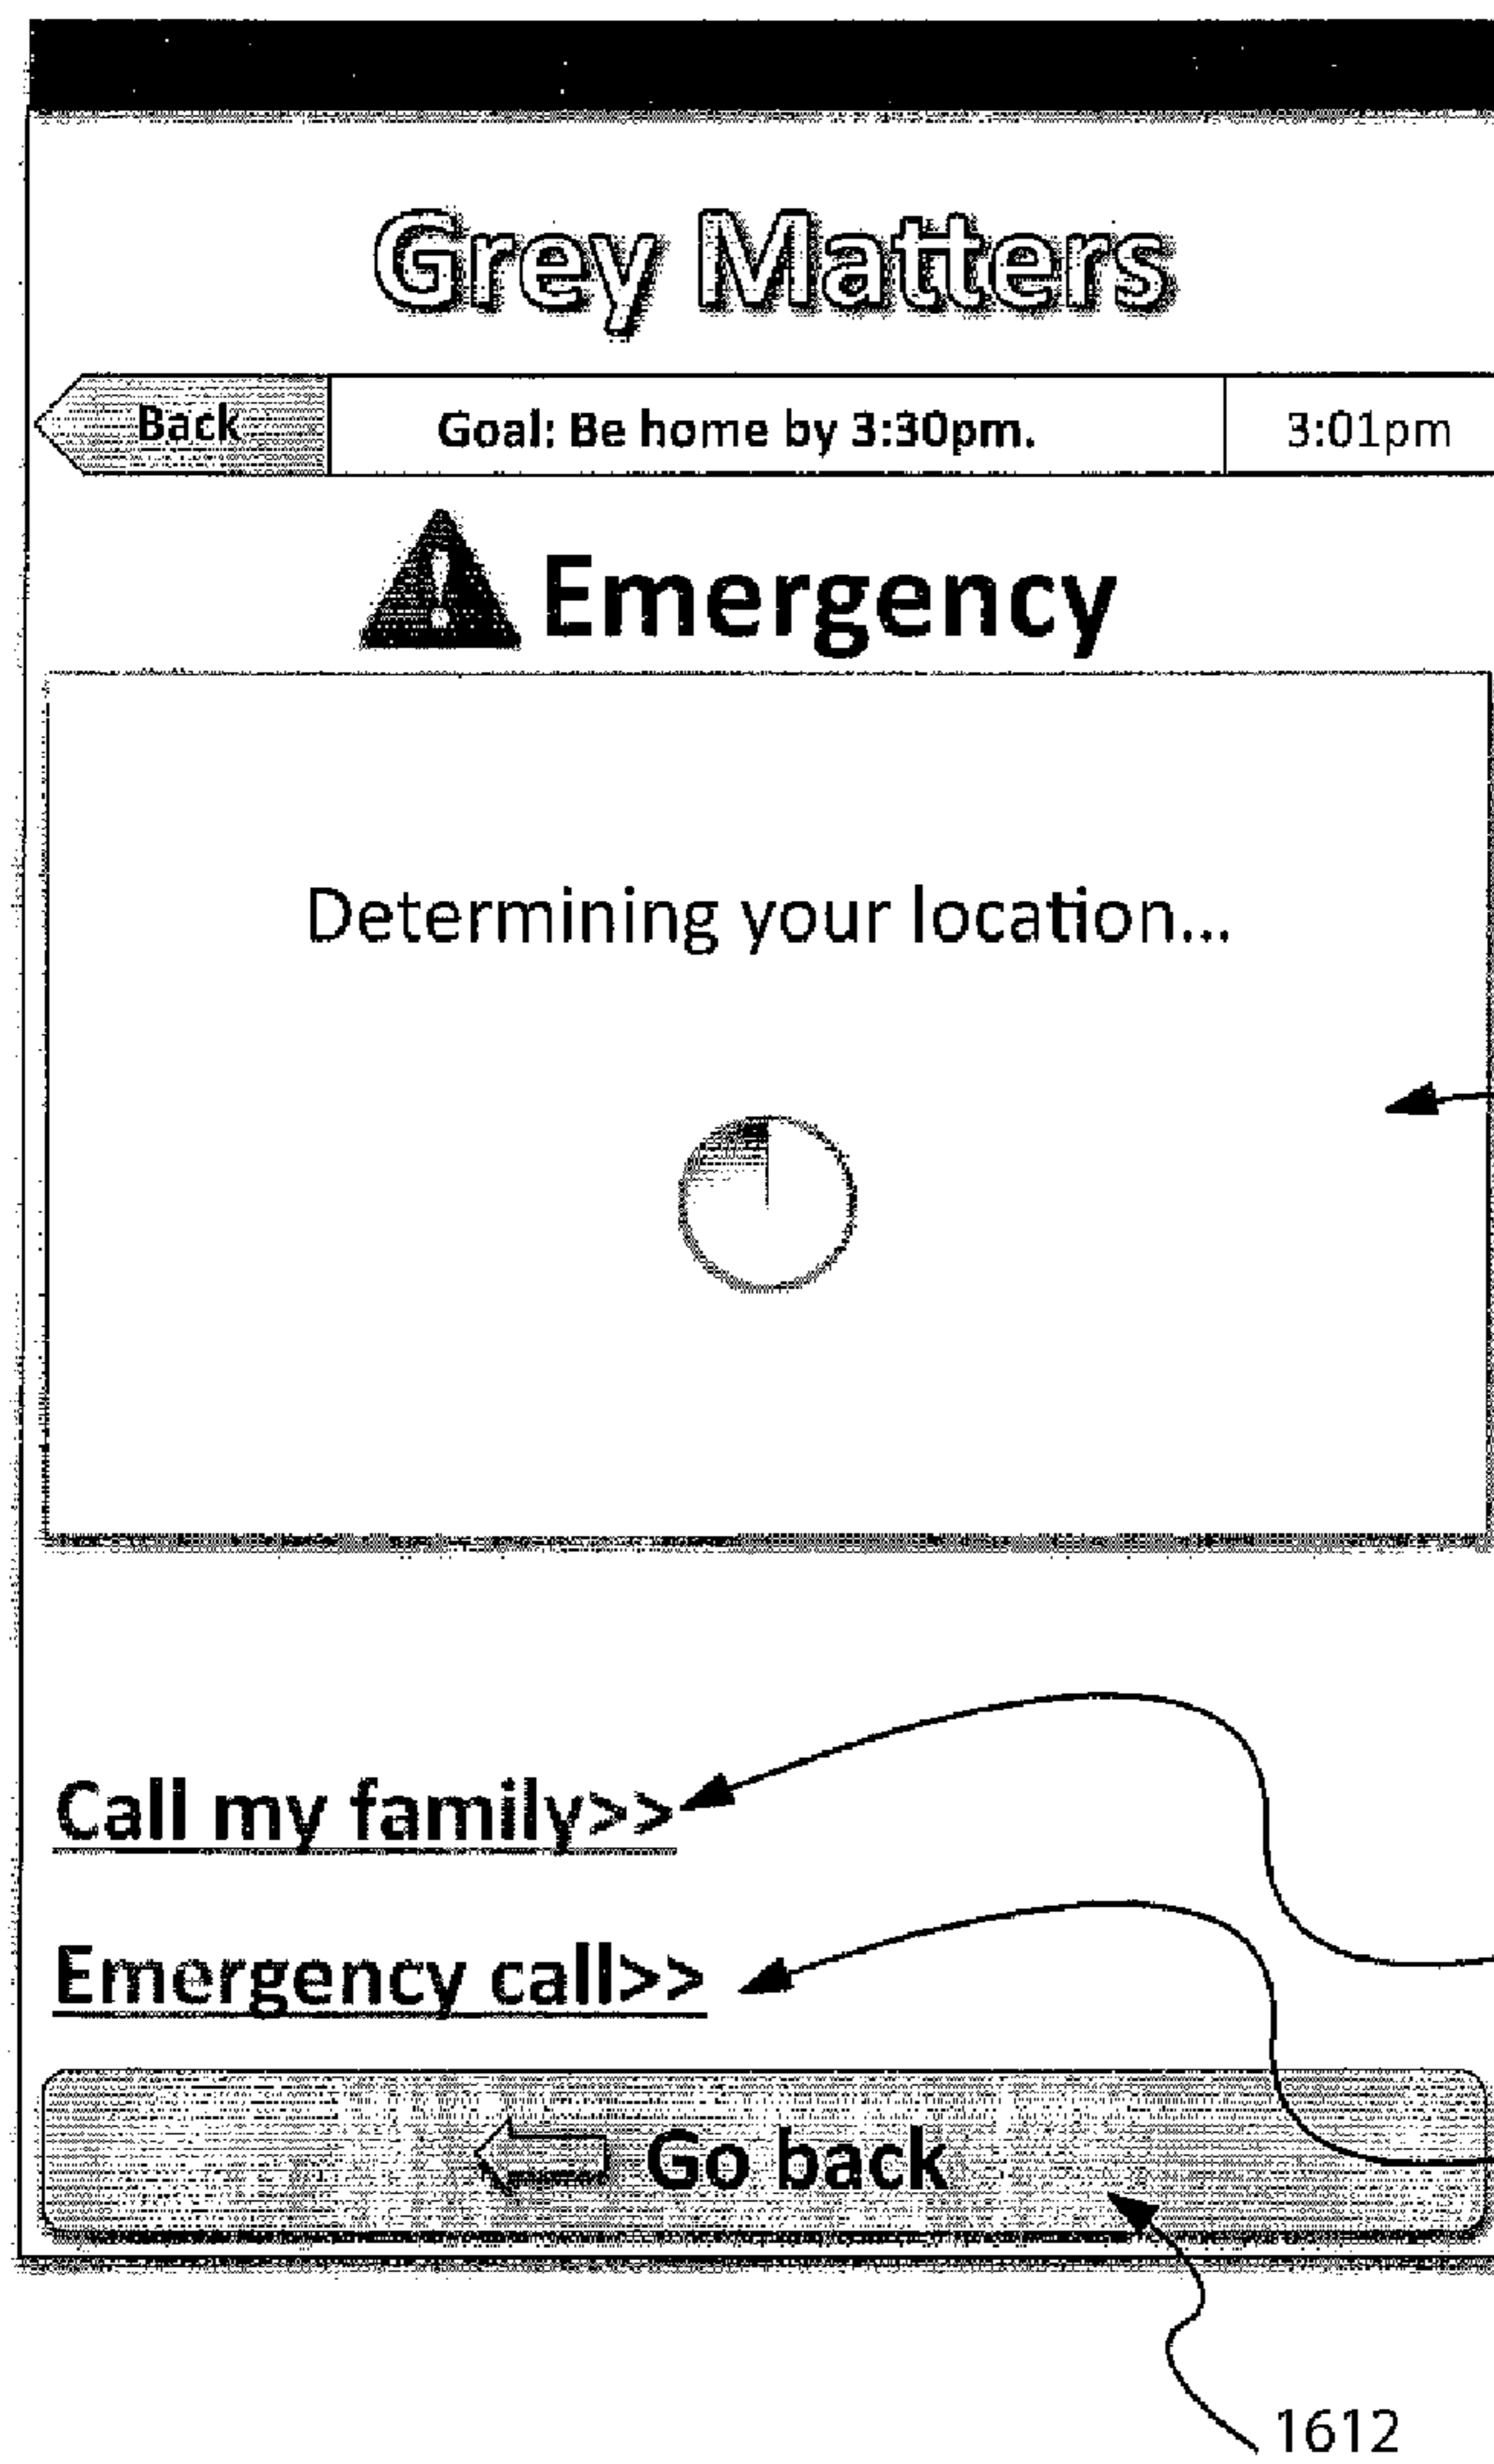 Grey Matters
Back Goal: Be home by 3:30pm. 3:01pm
Emergency
Determining your location...
Call my family>>
Emergency call>>
Go back
1612